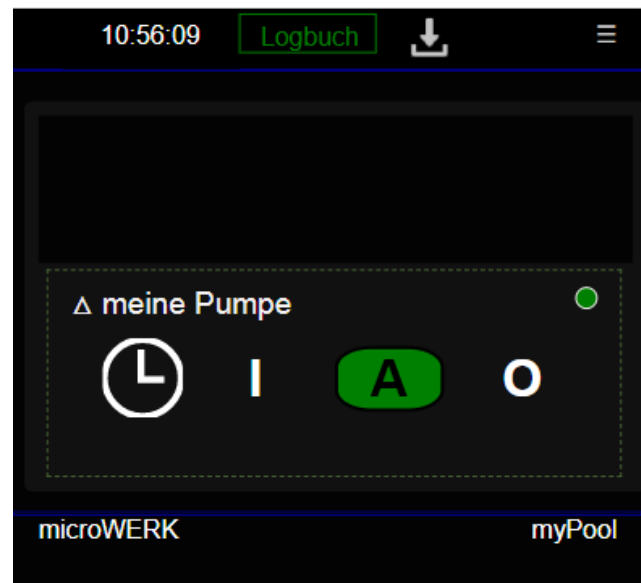 10:56:09 Logbuch ☰
Δ meine Pumpe
I A O
microWERK myPool